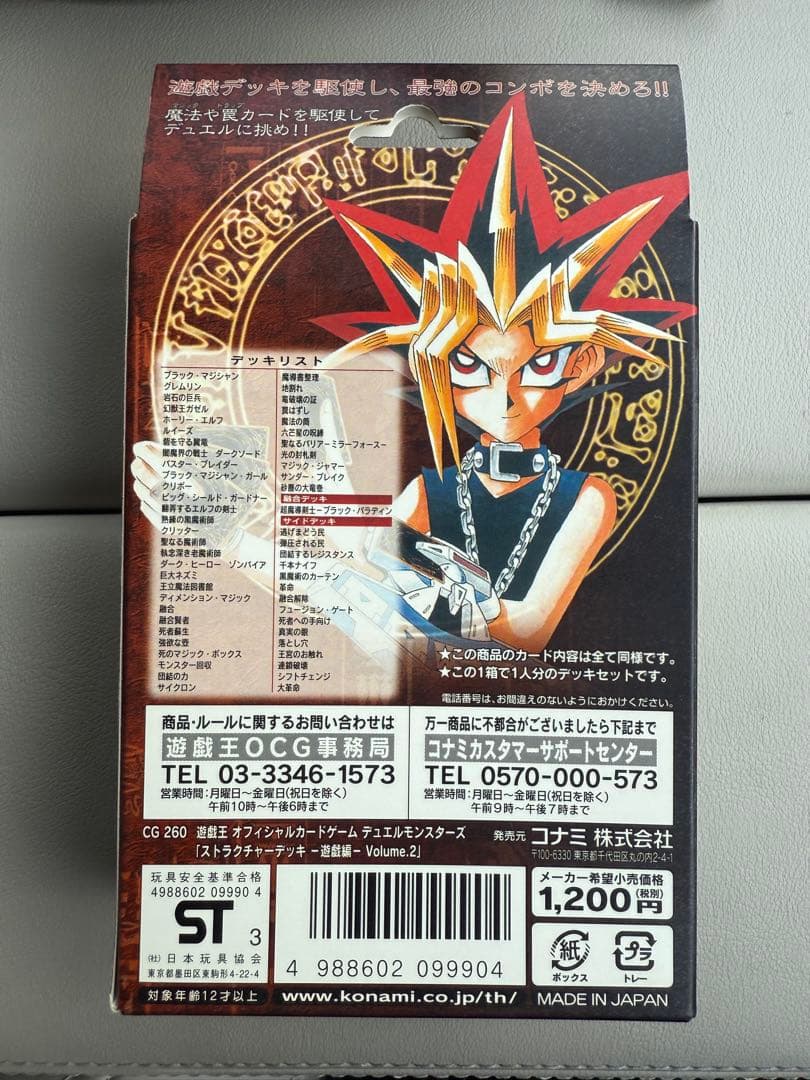 遊戯デッキを駆使し、最強のコンボを決めろ!!
マジック トラップ
魔法や罠カードを駆使して
デュエルに挑め!!
デッキリスト
ブラック・マジシャン
グレムリン
岩石の巨兵
幻獣王ガゼル
ホーリー・エルフ
ルイーズ
砦を守る翼竜
闇魔界の戦士 ダークソード
バスター・ブレイダー
ブラック・マジシャン・ガール
クリボー
ビッグ・シールド・ガードナー
翻弄するエルフの剣士
熟練の黒魔術師
クリッター
聖なる魔術師
執念深き老魔術師
ダーク・ヒーロー ゾンバイア
巨大ネズミ
王立魔法図書館
ディメンション・マジック
融合
融合賢者
死者蘇生
強欲な壺
死のマジック・ボックス
モンスター回収
団結の力
サイクロン
魔導書整理
地割れ
竜破壊の証
罠はずし
魔法の筒
六芒星の呪縛
聖なるバリアーミラーフォースー
光の封札剣
マジック・ジャマー
サンダー・ブレイク
砂塵の大竜巻
融合デッキ
超魔導剣士-ブラック・パラディン
サイドデッキ
逃げまどう民
弾圧される民
団結するレジスタンス
千本ナイフ
黒魔術のカーテン
革命
融合解除
フュージョン・ゲート
死者への手向け
真実の眼
落とし穴
王宮のお触れ
連鎖破壊
シフトチェンジ
大革命
★この商品のカード内容は全て同様です。
★この1箱で1人分のデッキセットです。
電話番号は、お間違えのないようにおかけください。
商品・ルールに関するお問い合わせは
遊戯王OCG事務局
TEL 03-3346-1573
営業時間:月曜日〜金曜日(祝日を除く)
午前10時〜午後6時まで
万一商品に不都合がございましたら下記まで
コナミカスタマーサポートセンター
TEL 0570-000-573
営業時間:月曜日〜金曜日(祝日を除く)
午前9時〜午後7時まで
CG 260 遊戯王 オフィシャルカードゲーム デュエルモンスターズ
「ストラクチャーデッキ -遊戯編- Volume.2」
発売元 コナミ 株式会社
〒100-6330 東京都千代田区丸の内2-4-1
玩具安全基準合格
4988602 09990 4
ST 3
(社)日本玩具協会
東京都墨田区東駒形4-22-4
対象年齢12才以上
4 988602 099904
www.konami.co.jp/th/
メーカー希望小売価格
1,200円(税別)
紙
ボックス
プラ
トレー
MADE IN JAPAN